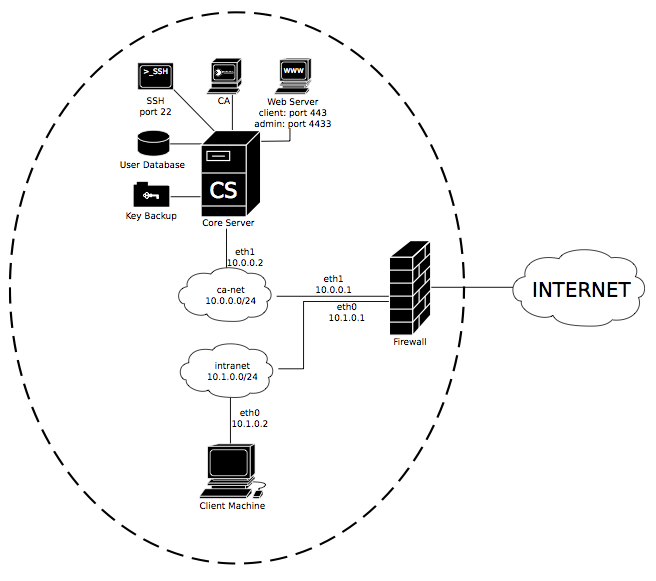 >_SSH
WWW
SSH
port 22
CA
Web Server
client: port 443
admin: port 4433
User Database
CS
Key Backup
Core Server
eth1
10.0.0.2
ca-net
10.0.0.0/24
eth1
10.0.0.1
eth0
10.1.0.1
INTERNET
Firewall
intranet
10.1.0.0/24
eth0
10.1.0.2
Client Machine